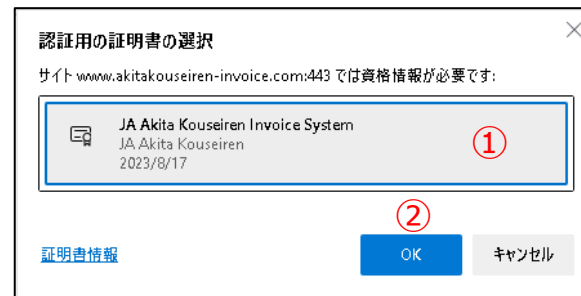 認証用の証明書の選択
サイト www.akitakouseiren-invoice.com:443 では資格情報が必要です:
JA Akita Kouseiren Invoice System
JA Akita Kouseiren
2023/8/17
①
②
証明書情報
OK
キャンセル